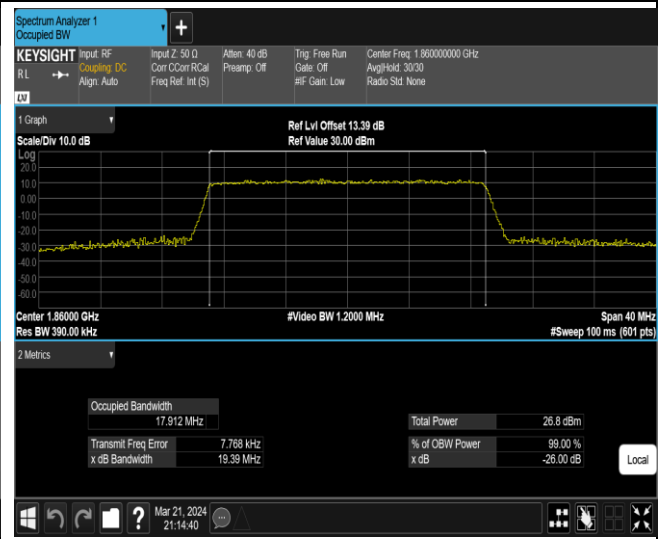 Spectrum Analyzer 1
Occupied BW
KEYSIGHT
RL
LXI
Input: RF
Coupling: DC
Align: Auto
Input Z: 50 Ω
Corr CCorr RCal
Freq Ref: Int (S)
Atten: 40 dB
Preamp: Off
Trig: Free Run
Gate: Off
#IF Gain: Low
Center Freq: 1.860000000 GHz
Avg|Hold: 30/30
Radio Std: None
1 Graph
Scale/Div 10.0 dB
Ref Lvl Offset 13.39 dB
Ref Value 30.00 dBm
Log
20.0
10.0
0.00
-10.0
-20.0
-30.0
-40.0
-50.0
-60.0
Center 1.86000 GHz
#Video BW 1.2000 MHz
Span 40 MHz
Res BW 390.00 kHz
#Sweep 100 ms (601 pts)
2 Metrics
Occupied Bandwidth
17.912 MHz
Total Power 26.8 dBm
Transmit Freq Error 7.768 kHz
% of OBW Power 99.00 %
x dB Bandwidth 19.39 MHz
x dB -26.00 dB
Local
?
Mar 21, 2024
21:14:40